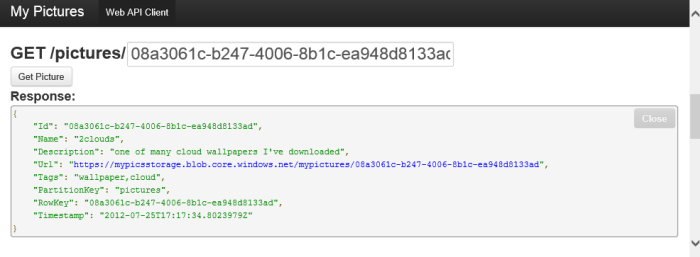 My Pictures Web API Client
GET /pictures/ 08a3061c-b247-4006-8b1c-ea948d8133ad
Get Picture
Response:
Close
{
"Id": "08a3061c-b247-4006-8b1c-ea948d8133ad",
"Name": "2clouds",
"Description": "one of many cloud wallpapers I've downloaded",
"Url": "https://mypicsstorage.blob.core.windows.net/mypictures/08a3061c-b247-4006-8b1c-ea948d8133ad",
"Tags": "wallpaper,cloud",
"PartitionKey": "pictures",
"RowKey": "08a3061c-b247-4006-8b1c-ea948d8133ad",
"Timestamp": "2012-07-25T17:17:34.8023979Z"
}